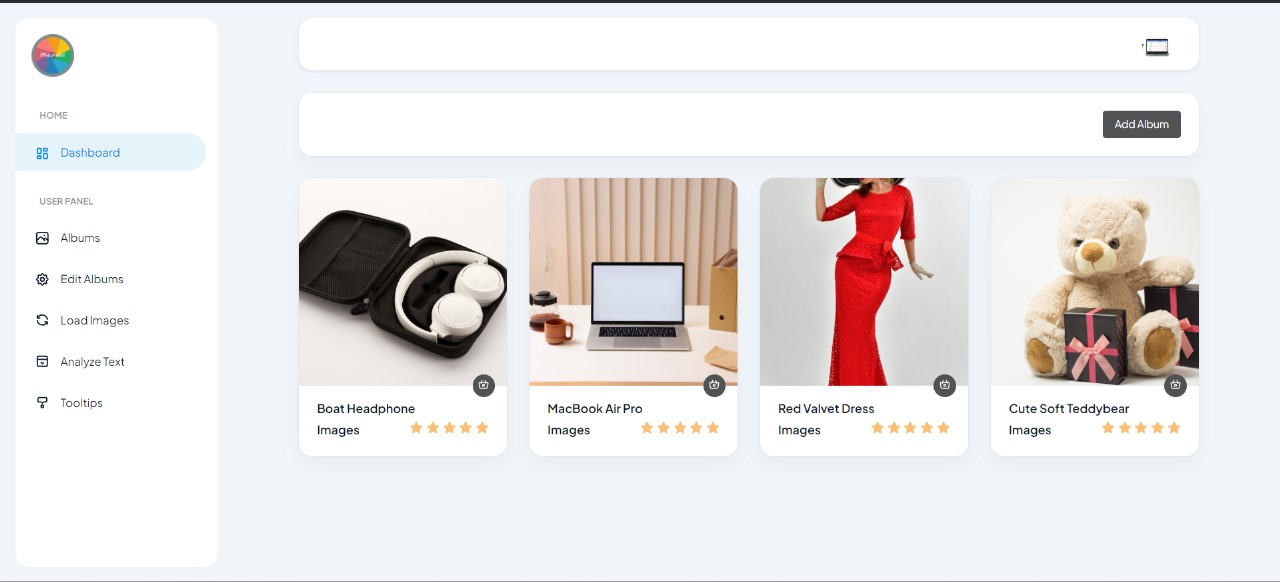 HOME
Dashboard
USER PANEL
Albums
Edit Albums
Load Images
Analyze Text
Tooltips
Add Album
Boat Headphone
Images
MacBook Air Pro
Images
Red Valvet Dress
Images
Cute Soft Teddybear
Images